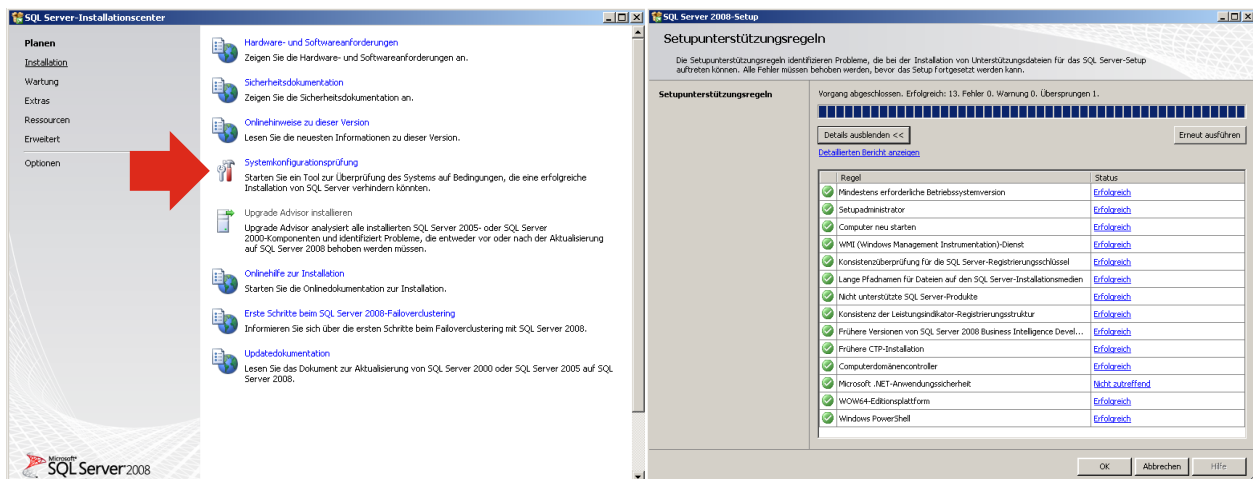 SQL Server-Installationscenter
Planen
Installation
Wartung
Extras
Ressourcen
Erweitert
Optionen
Hardware- und Softwareanforderungen
Zeigen Sie die Hardware- und Softwareanforderungen an.
Sicherheitsdokumentation
Zeigen Sie die Sicherheitsdokumentation an.
Onlinehinweise zu dieser Version
Lesen Sie die neuesten Informationen zu dieser Version.
Systemkonfigurationsprüfung
Starten Sie ein Tool zur Überprüfung des Systems auf Bedingungen, die eine erfolgreiche
Installation von SQL Server verhindern könnten.
Upgrade Advisor installieren
Upgrade Advisor analysiert alle installierten SQL Server 2005- oder SQL Server
2000-Komponenten und identifiziert Probleme, die entweder vor oder nach der Aktualisierung
auf SQL Server 2008 behoben werden müssen.
Onlinehilfe zur Installation
Starten Sie die Onlinedokumentation zur Installation.
Erste Schritte beim SQL Server 2008-Failoverclustering
Informieren Sie sich über die ersten Schritte beim Failoverclustering mit SQL Server 2008.
Updatedokumentation
Lesen Sie das Dokument zur Aktualisierung von SQL Server 2000 oder SQL Server 2005 auf SQL
Server 2008.
Microsoft
SQL Server 2008
SQL Server 2008-Setup
Setupunterstützungsregeln
Die Setupunterstützungsregeln identifizieren Probleme, die bei der Installation von Unterstützungsdateien für das SQL Server-Setup
auftreten können. Alle Fehler müssen behoben werden, bevor das Setup fortgesetzt werden kann.
Setupunterstützungsregeln
Vorgang abgeschlossen. Erfolgreich: 13. Fehler 0. Warnung 0. Übersprungen 1.
Details ausblenden << Erneut ausführen
Detaillierten Bericht anzeigen
Regel Status
Mindestens erforderliche Betriebssystemversion Erfolgreich
Setupadministrator Erfolgreich
Computer neu starten Erfolgreich
WMI (Windows Management Instrumentation)-Dienst Erfolgreich
Konsistenzüberprüfung für die SQL Server-Registrierungsschlüssel Erfolgreich
Lange Pfadnamen für Dateien auf den SQL Server-Installationsmedien Erfolgreich
Nicht unterstützte SQL Server-Produkte Erfolgreich
Konsistenz der Leistungsindikator-Registrierungsstruktur Erfolgreich
Frühere Versionen von SQL Server 2008 Business Intelligence Devel... Erfolgreich
Frühere CTP-Installation Erfolgreich
Computerdomänencontroller Erfolgreich
Microsoft .NET-Anwendungssicherheit Nicht zutreffend
WOW64-Editionsplattform Erfolgreich
Windows PowerShell Erfolgreich
OK Abbrechen Hilfe